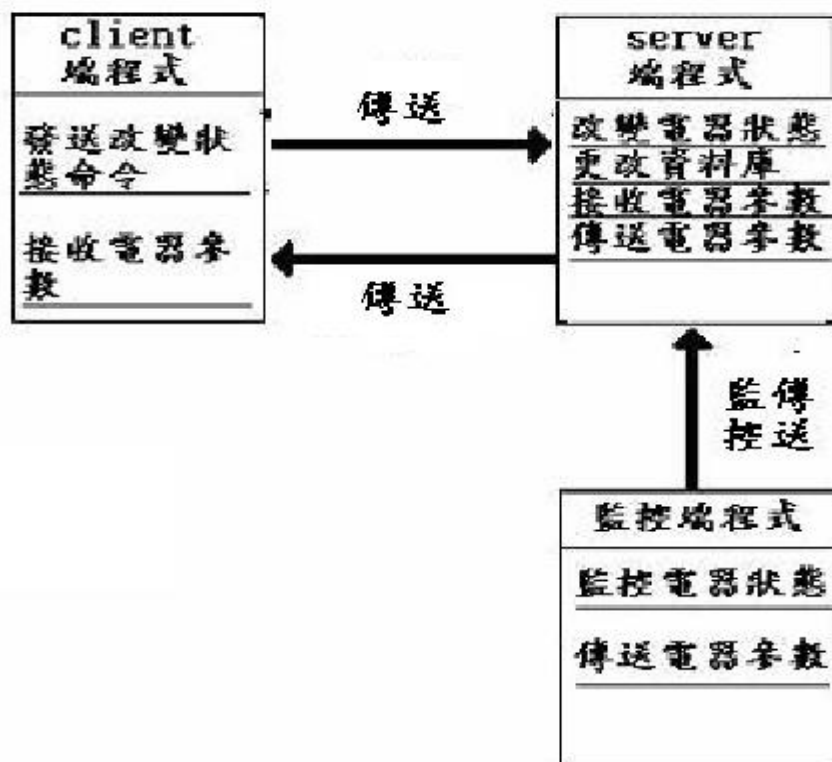 client
端程式
發送改變狀
態命令
接收電器參
數
傳送
傳送
server
端程式
改變電器狀態
更改資料庫
接收電器參數
傳送電器參數
監傳
控送
監控端程式
監控電器狀態
傳送電器參數